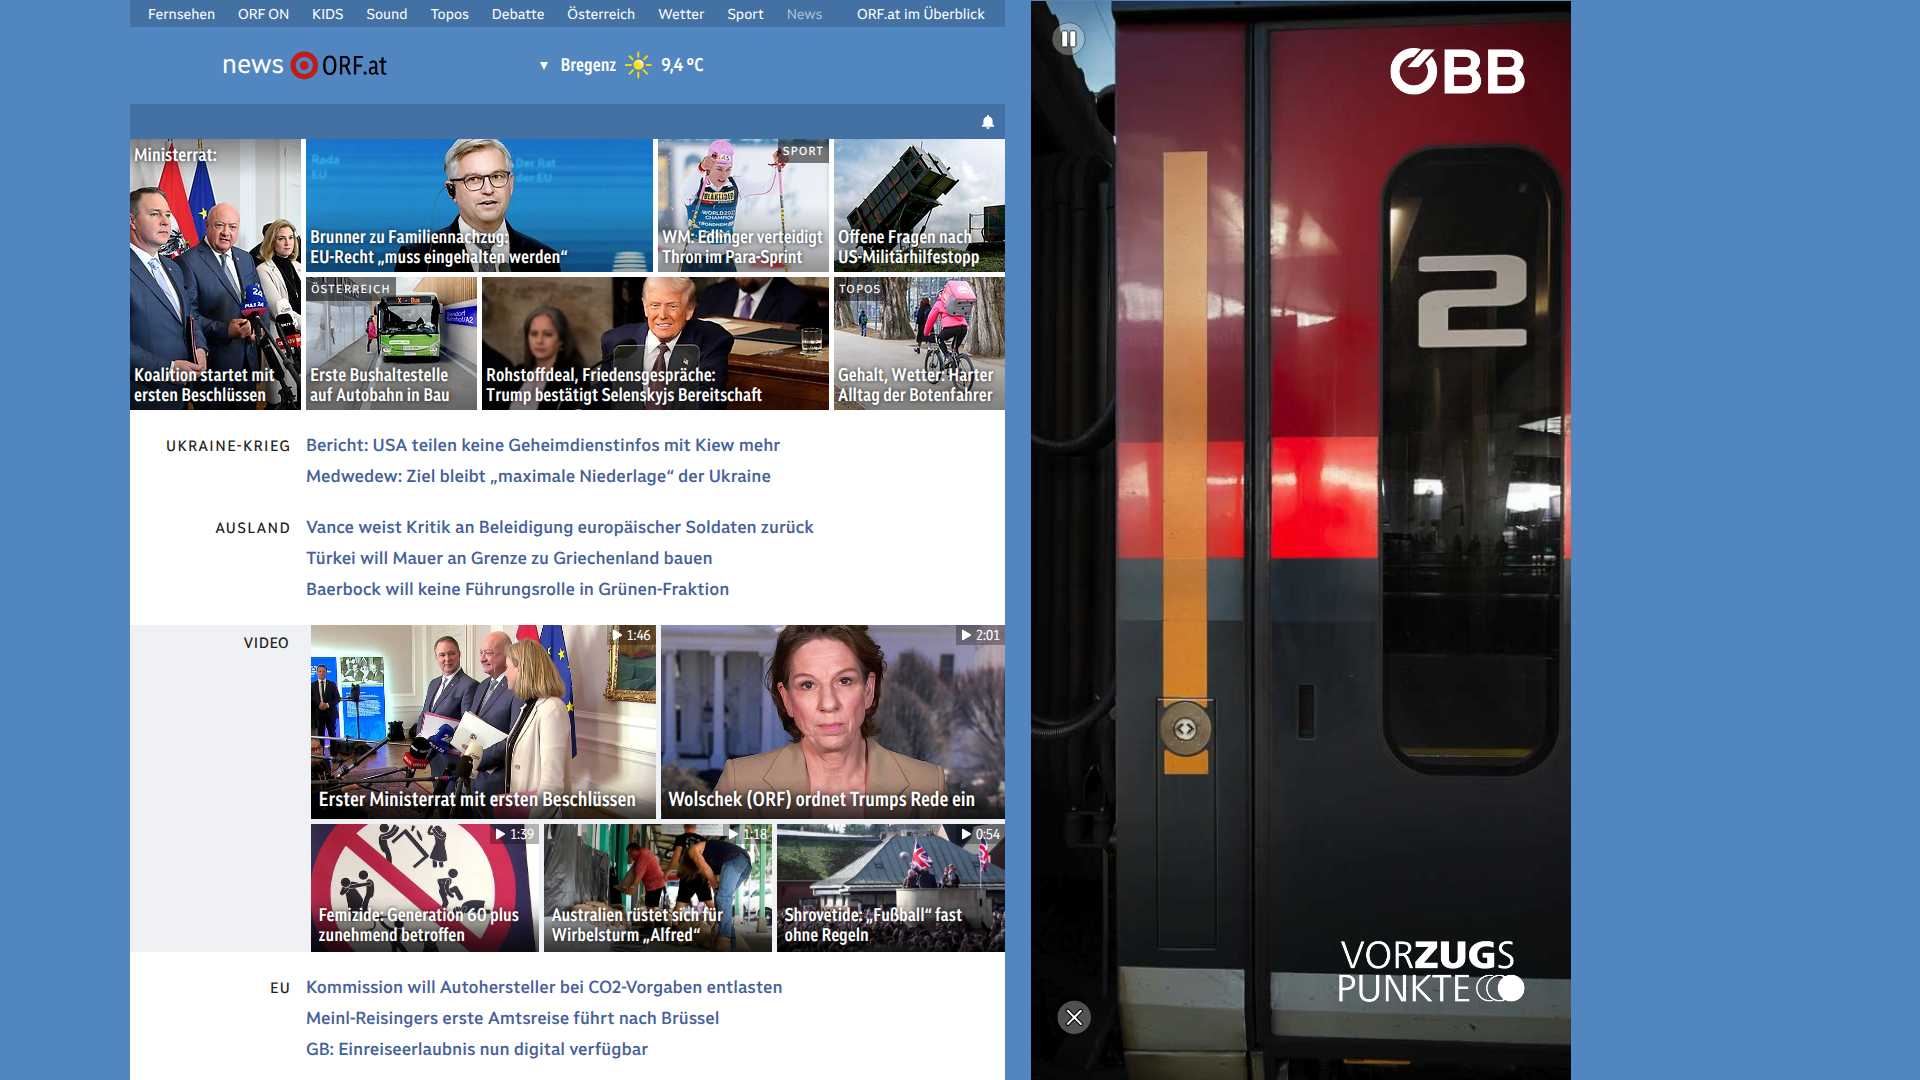 Fernsehen ORF ON KIDS Sound Topos Debatte Österreich Wetter Sport News ORF.at im Überblick
news ORF.at
Bregenz 9,4 °C
Ministerrat:
Koalition startet mit
ersten Beschlüssen
Rada
EU
Der Rat
der EU
Brunner zu Familiennachzug:
EU-Recht „muss eingehalten werden“
SPORT
WM: Edlinger verteidigt
Thron im Para-Sprint
Offene Fragen nach
US-Militärhilfestopp
ÖSTERREICH
X - Bus
Erste Bushaltestelle
auf Autobahn in Bau
Rohstoffdeal, Friedensgespräche:
Trump bestätigt Selenskyjs Bereitschaft
TOPOS
Gehalt, Wetter: Harter
Alltag der Botenfahrer
UKRAINE-KRIEG
Bericht: USA teilen keine Geheimdienstinfos mit Kiew mehr
Medwedew: Ziel bleibt „maximale Niederlage“ der Ukraine
AUSLAND
Vance weist Kritik an Beleidigung europäischer Soldaten zurück
Türkei will Mauer an Grenze zu Griechenland bauen
Baerbock will keine Führungsrolle in Grünen-Fraktion
VIDEO
1:46
Erster Ministerrat mit ersten Beschlüssen
2:01
Wolschek (ORF) ordnet Trumps Rede ein
1:39
Femizide: Generation 60 plus
zunehmend betroffen
1:18
Australien rüstet sich für
Wirbelsturm „Alfred“
0:54
Shrovetide: „Fußball“ fast
ohne Regeln
EU
Kommission will Autohersteller bei CO2-Vorgaben entlasten
Meinl-Reisingers erste Amtsreise führt nach Brüssel
GB: Einreiseerlaubnis nun digital verfügbar
ÖBB
2
VORZUGS
PUNKTE